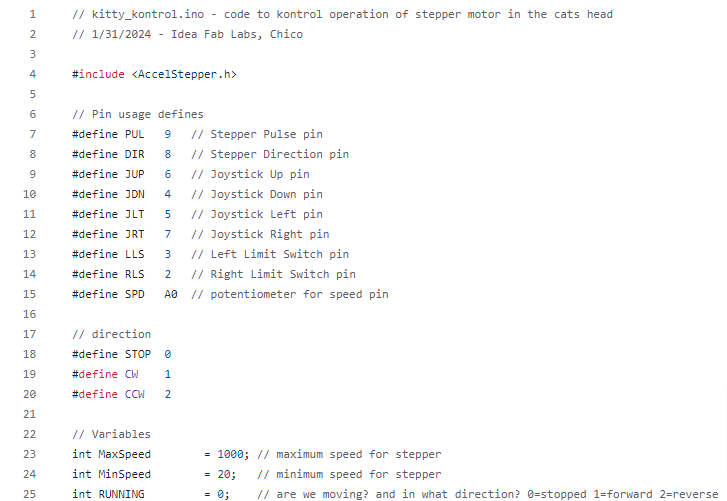 1 // kitty_kontrol.ino - code to kontrol operation of stepper motor in the cats head
2 // 1/31/2024 - Idea Fab Labs, Chico
3
4 #include <AccelStepper.h>
5
6 // Pin usage defines
7 #define PUL 9 // Stepper Pulse pin
8 #define DIR 8 // Stepper Direction pin
9 #define JUP 6 // Joystick Up pin
10 #define JDN 4 // Joystick Down pin
11 #define JLT 5 // Joystick Left pin
12 #define JRT 7 // Joystick Right pin
13 #define LLS 3 // Left Limit Switch pin
14 #define RLS 2 // Right Limit Switch pin
15 #define SPD A0 // potentiometer for speed pin
16
17 // direction
18 #define STOP 0
19 #define CW 1
20 #define CCW 2
21
22 // Variables
23 int MaxSpeed = 1000; // maximum speed for stepper
24 int MinSpeed = 20; // minimum speed for stepper
25 int RUNNING = 0; // are we moving? and in what direction? 0=stopped 1=forward 2=reverse